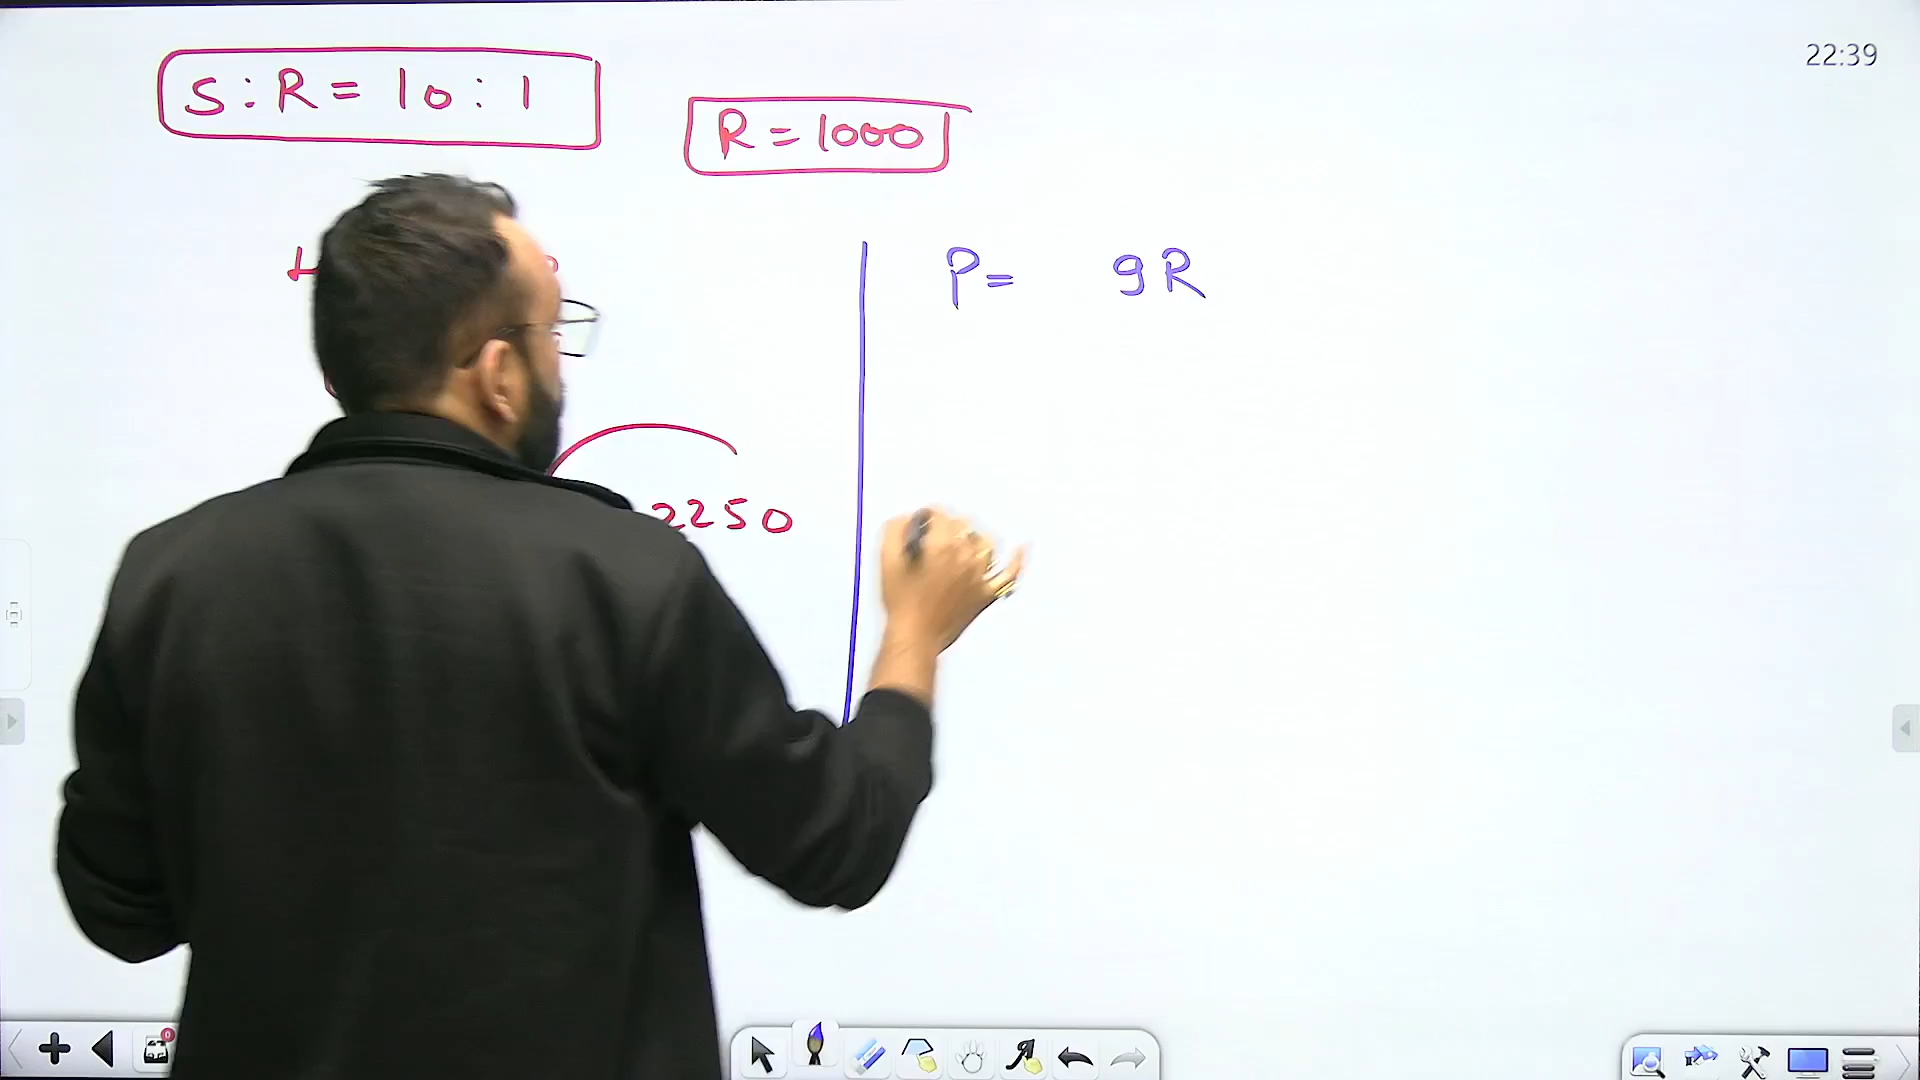 22:39
S : R = 10 : 1
R = 1000
P = 9R
2250